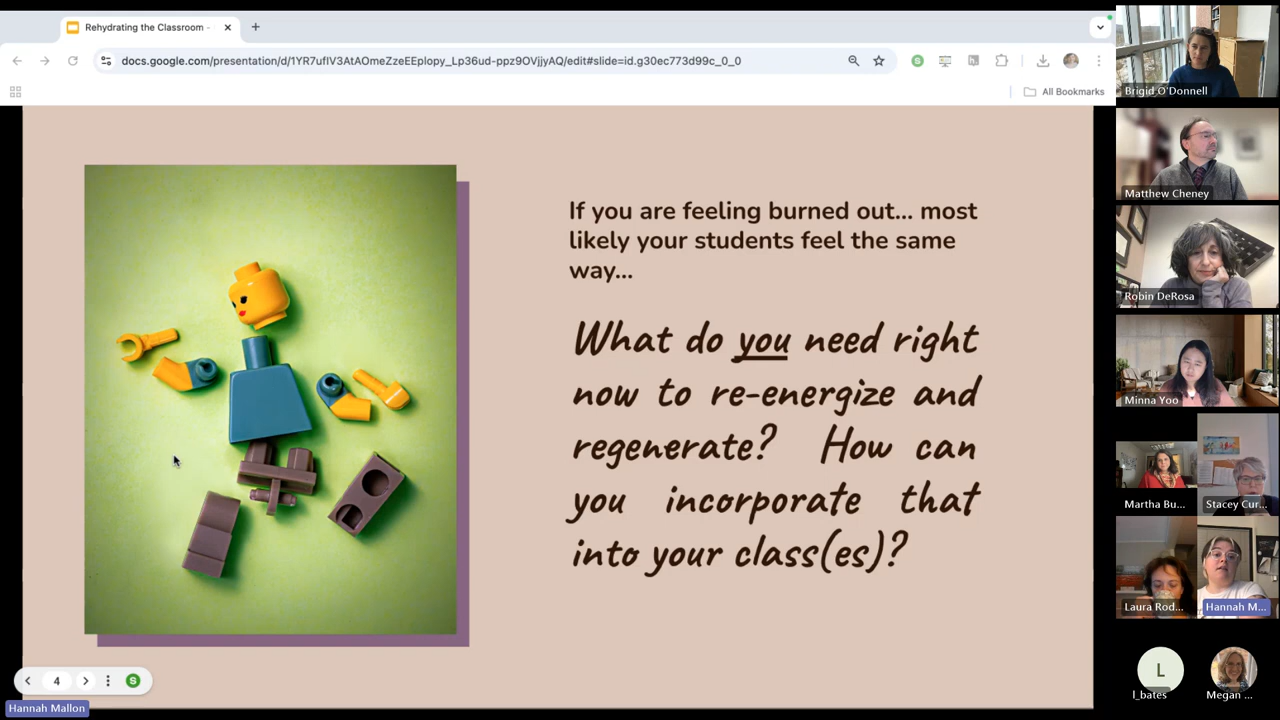 Rehydrating the Classroom -
docs.google.com/presentation/d/1YR7ufIV3AtAOmeZzeEEplopy_Lp36ud-ppz9OVjjyAQ/edit#slide=id.g30ec773d99c_0_0
All Bookmarks
If you are feeling burned out... most
likely your students feel the same
way...
What do you need right
now to re-energize and
regenerate? How can
you incorporate that
into your class(es)?
4
S
Hannah Mallon
Brigid O'Donnell
Matthew Cheney
Robin DeRosa
Minna Yoo
Martha Bu...
Stacey Cur...
Laura Rod...
Hannah M...
L
l_bates
Megan ...